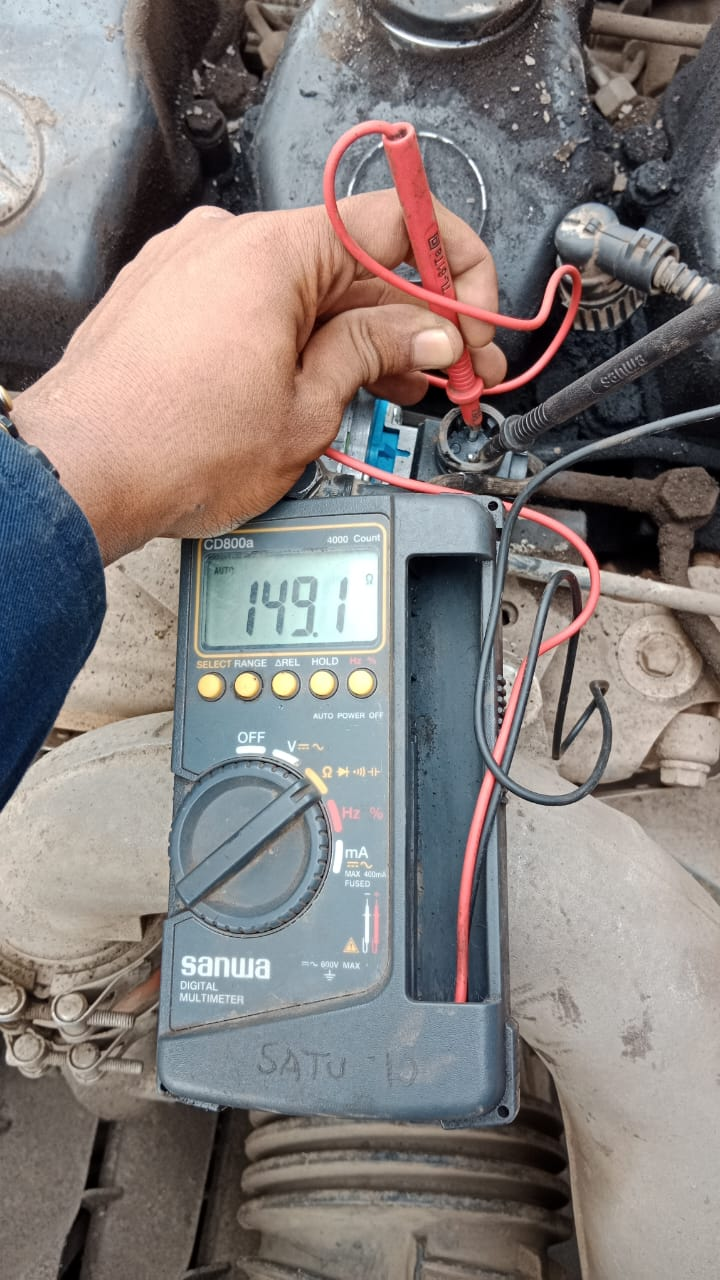 sanwa
CD800a
4000 Count
AUTO
149.1 Ω
SELECT RANGE ΔREL HOLD Hz %
AUTO POWER OFF
OFF
V
Ω
Hz %
mA
MAX 400mA
FUSED
- +
600V MAX
sanwa
DIGITAL
MULTIMETER
SATU